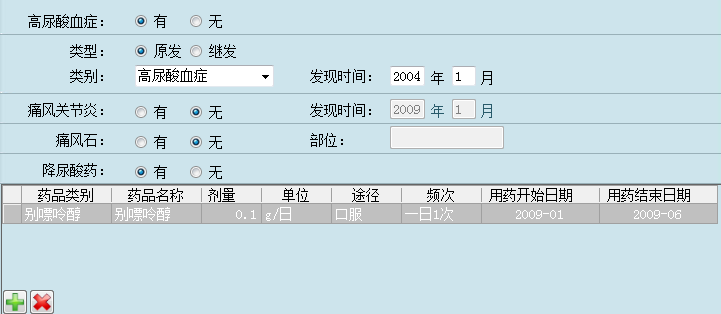 高尿酸血症： 有 无
类型： 原发 继发
类别： 高尿酸血症 发现时间： 2004 年 1 月
痛风关节炎： 有 无 发现时间： 2009 年 1 月
痛风石： 有 无 部位：
降尿酸药： 有 无
药品类别 药品名称 剂量 单位 途径 频次 用药开始日期 用药结束日期
别嘌呤醇 别嘌呤醇 0.1 g/日 口服 一日1次 2009-01 2009-06